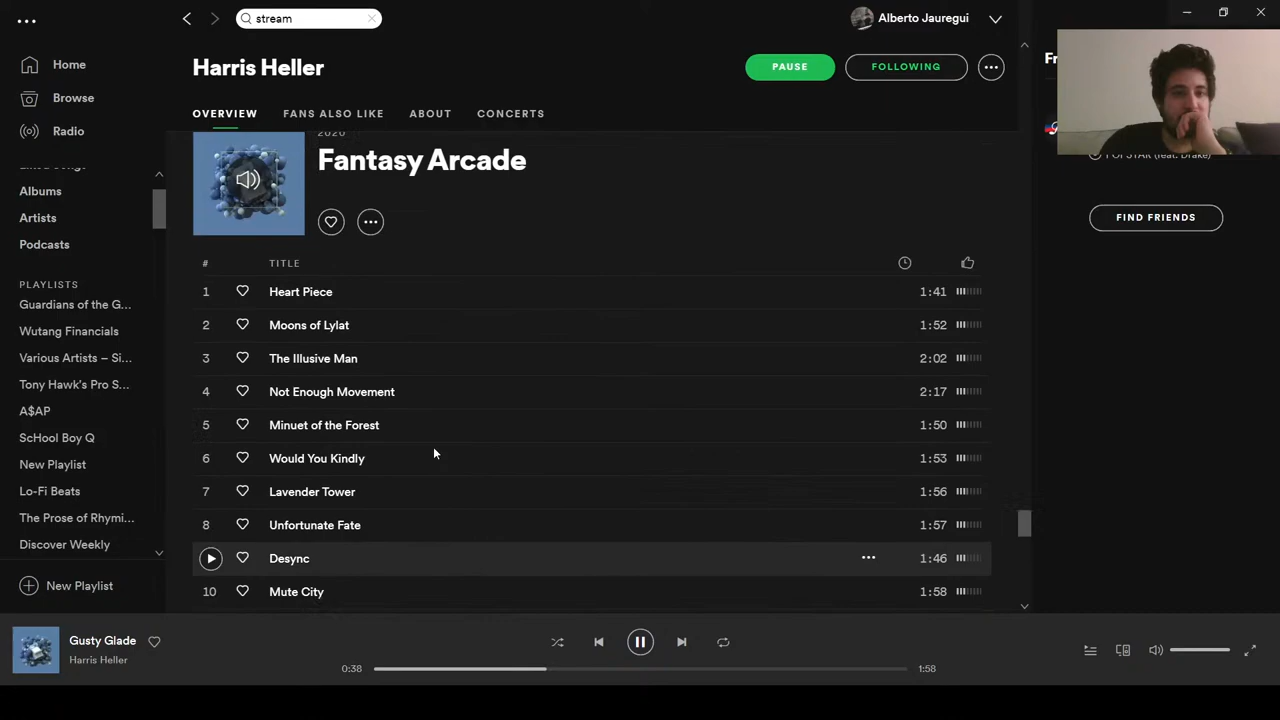 stream
Alberto Jauregui
Home
Browse
Radio
Liked Songs
Albums
Artists
Podcasts
PLAYLISTS
Guardians of the G...
Wutang Financials
Various Artists – Si...
Tony Hawk's Pro S...
A$AP
ScHool Boy Q
New Playlist
Lo-Fi Beats
The Prose of Rhymi...
Discover Weekly
New Playlist
Harris Heller
PAUSE
FOLLOWING
OVERVIEW
FANS ALSO LIKE
ABOUT
CONCERTS
2020
Fantasy Arcade
# TITLE
1 Heart Piece 1:41
2 Moons of Lylat 1:52
3 The Illusive Man 2:02
4 Not Enough Movement 2:17
5 Minuet of the Forest 1:50
6 Would You Kindly 1:53
7 Lavender Tower 1:56
8 Unfortunate Fate 1:57
Desync 1:46
10 Mute City 1:58
Fr
POPSTAR (feat. Drake)
FIND FRIENDS
Gusty Glade
Harris Heller
0:38
1:58